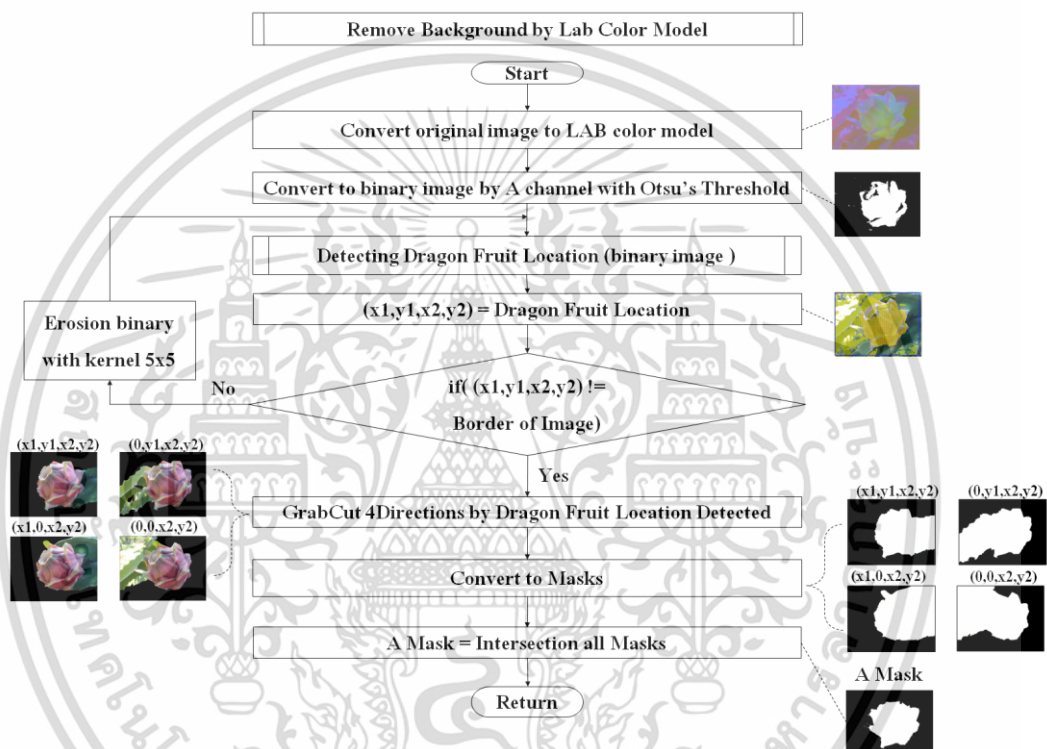 Remove Background by Lab Color Model
Start
Convert original image to LAB color model
Convert to binary image by A channel with Otsu's Threshold
Detecting Dragon Fruit Location (binary image )
(x1,y1,x2,y2) = Dragon Fruit Location
Erosion binary
with kernel 5x5
No
if( (x1,y1,x2,y2) !=
Border of Image)
Yes
(x1,y1,x2,y2)
(0,y1,x2,y2)
(x1,0,x2,y2)
(0,0,x2,y2)
GrabCut 4Directions by Dragon Fruit Location Detected
(x1,y1,x2,y2)
(0,y1,x2,y2)
Convert to Masks
(x1,0,x2,y2)
(0,0,x2,y2)
A Mask = Intersection all Masks
A Mask
Return